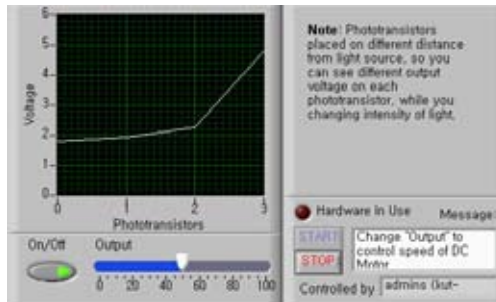 6
5
4
3
2
1
0
Voltage
0 1 2 3
Phototransistors
On/Off Output
0 20 40 60 80 100
Note: Phototransistors
placed on different distance
from light source, so you
can see different output
voltage on each
phototransistor, while you
changing intensity of light.
Hardware In Use Message:
START
STOP
Change "Output" to
control speed of DC
Motor
Controlled by admins (kut-